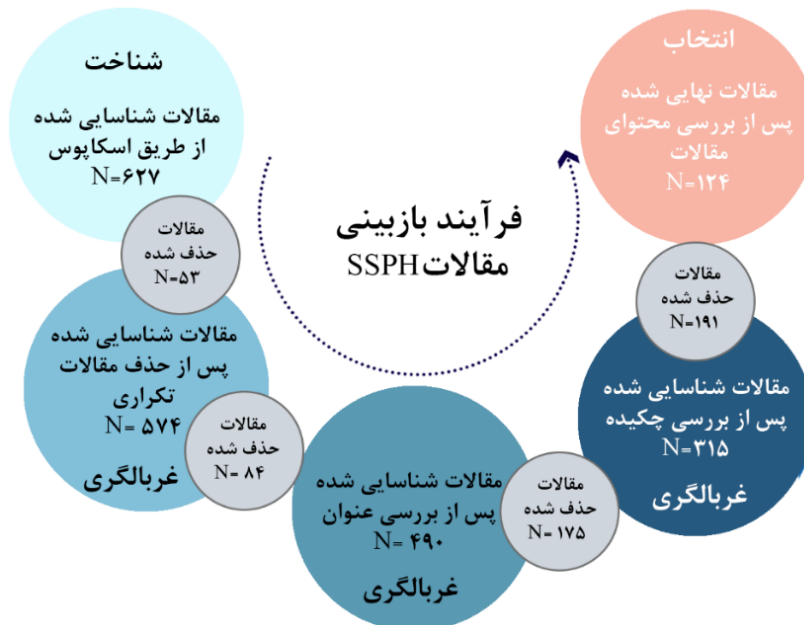 شناخت
مقالات شناسایی شده
از طریق اسکاپوس
N=۶۲۷
مقالات
حذف شده
N=۵۳
مقالات شناسایی شده
پس از حذف مقالات
تکراری
N= ۵۷۴
غربالگری
مقالات
حذف شده
N= ۸۴
مقالات شناسایی شده
پس از بررسی عنوان
N= ۴۹۰
غربالگری
مقالات
حذف شده
N= ۱۷۵
مقالات شناسایی شده
پس از بررسی چکیده
N=۳۱۵
غربالگری
مقالات
حذف شده
N=۱۹۱
انتخاب
مقالات نهایی شده
پس از بررسی محتوای
مقالات
N=۱۲۴
فرآیند بازبینی
مقالات SSPH